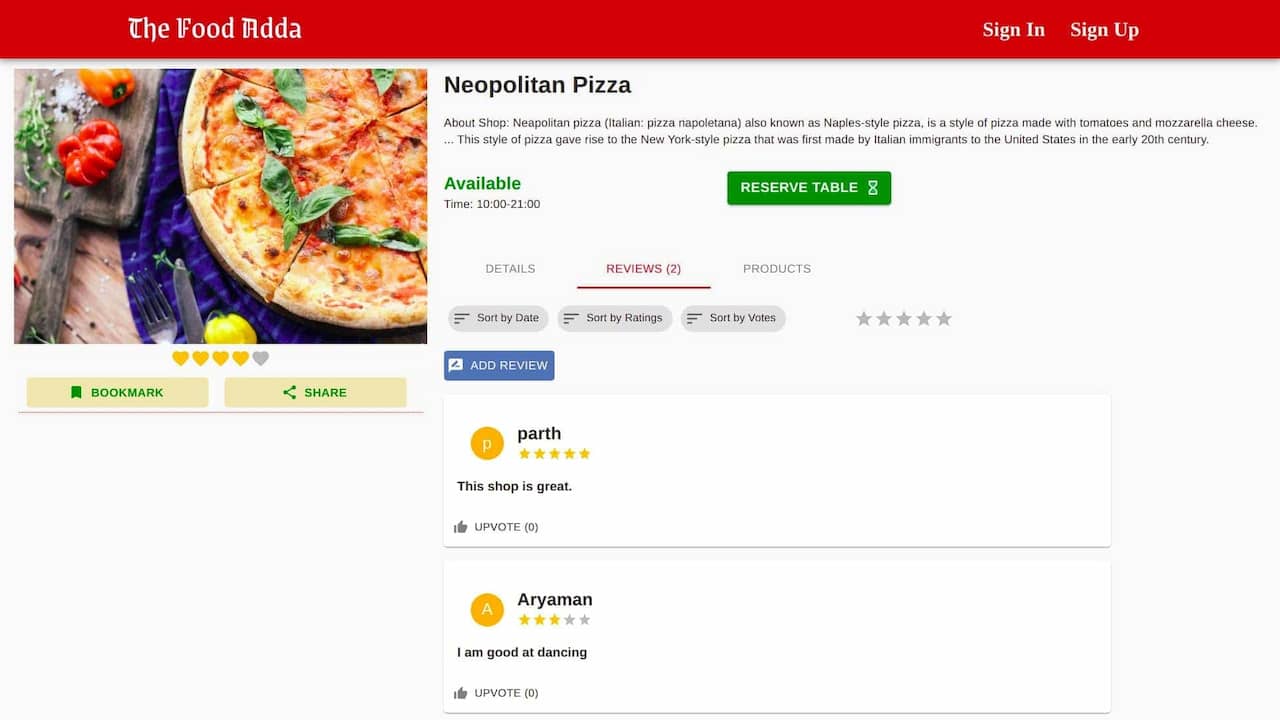 The Food Adda
Sign In Sign Up
Neopolitan Pizza
About Shop: Neapolitan pizza (Italian: pizza napoletana) also known as Naples-style pizza, is a style of pizza made with tomatoes and mozzarella cheese.
... This style of pizza gave rise to the New York-style pizza that was first made by Italian immigrants to the United States in the early 20th century.
Available
Time: 10:00-21:00
RESERVE TABLE
DETAILS REVIEWS (2) PRODUCTS
Sort by Date Sort by Ratings Sort by Votes
BOOKMARK SHARE
ADD REVIEW
p
parth
This shop is great.
UPVOTE (0)
A
Aryaman
I am good at dancing
UPVOTE (0)